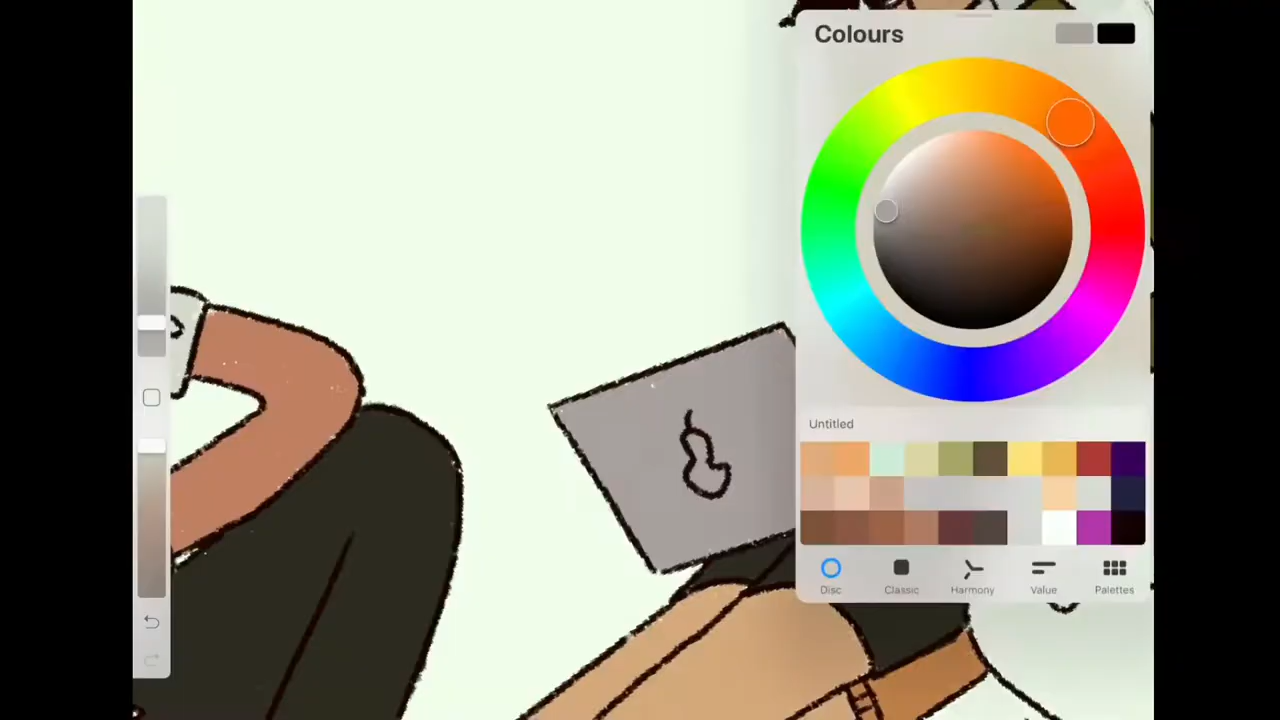 Colours
Untitled
Disc
Classic
Harmony
Value
Palettes